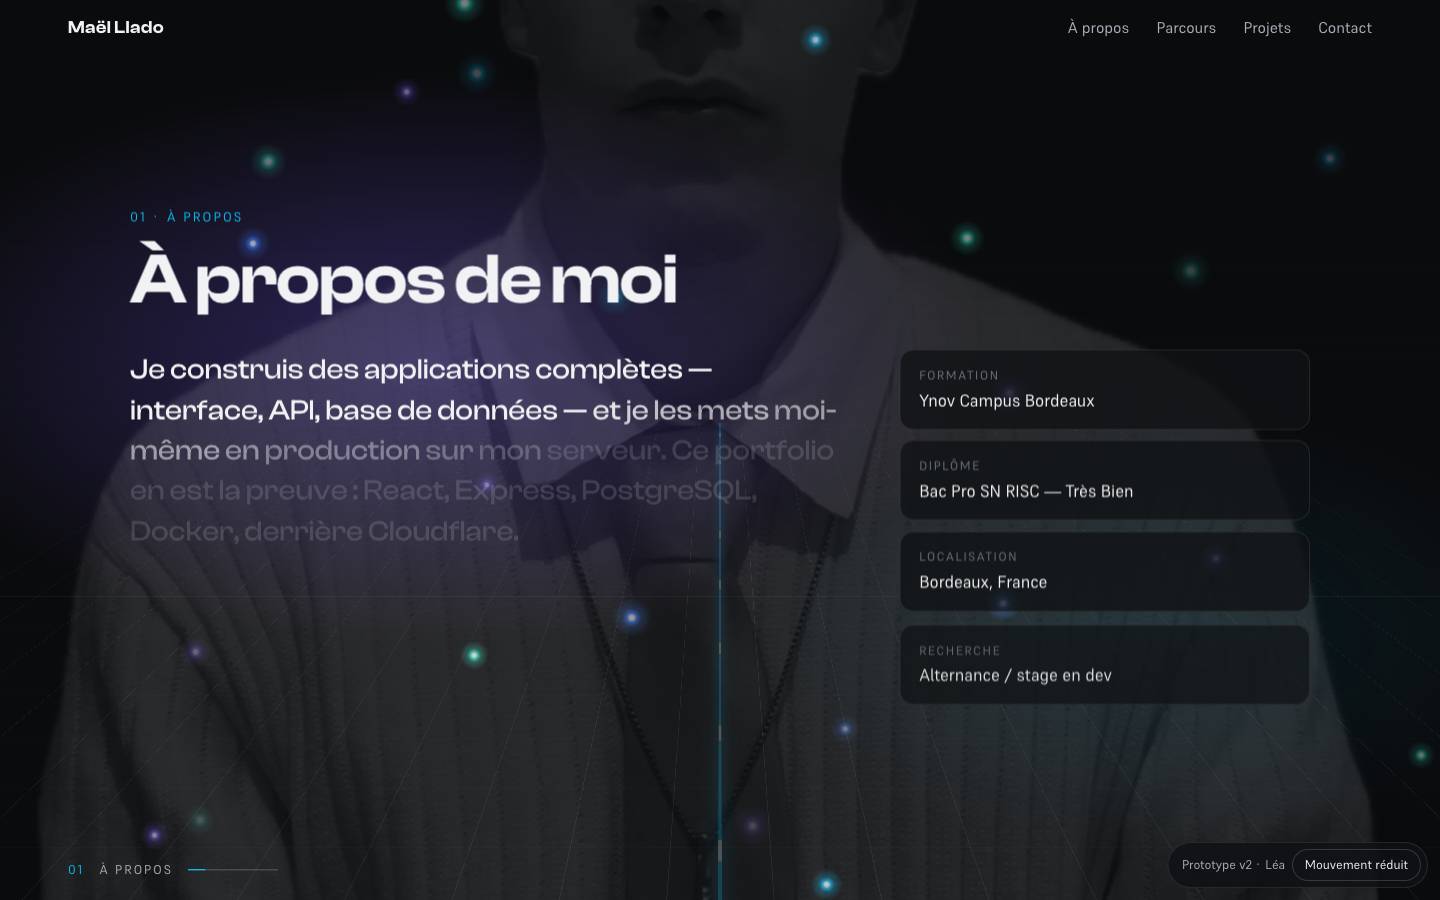 Maël Llado
À propos
Parcours
Projets
Contact
01 · À PROPOS
À propos de moi
Je construis des applications complètes —
interface, API, base de données — et je les mets moi-
même en production sur mon serveur. Ce portfolio
en est la preuve : React, Express, PostgreSQL,
Docker, derrière Cloudflare.
FORMATION
Ynov Campus Bordeaux
DIPLÔME
Bac Pro SN RISC — Très Bien
LOCALISATION
Bordeaux, France
RECHERCHE
Alternance / stage en dev
01 À PROPOS
Prototype v2 · Léa
Mouvement réduit